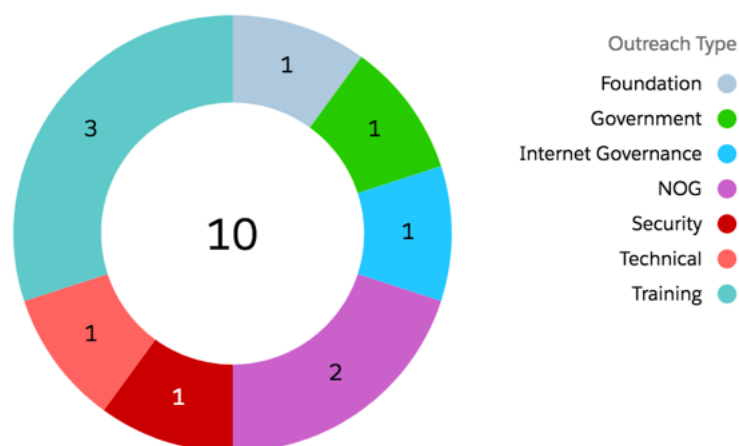 Outreach Type
Foundation
Government
Internet Governance
NOG
Security
Technical
Training
1
1
1
2
1
1
3
10